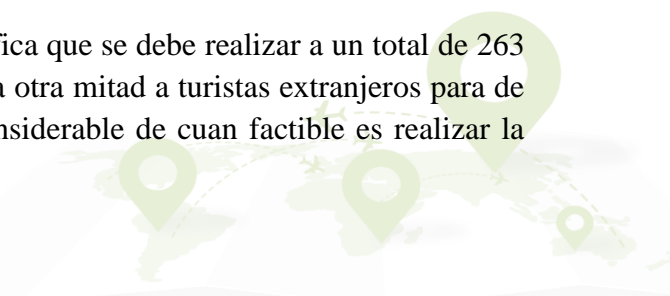 fica que se debe realizar a un total de 263
a otra mitad a turistas extranjeros para de
nsiderable de cuan factible es realizar la